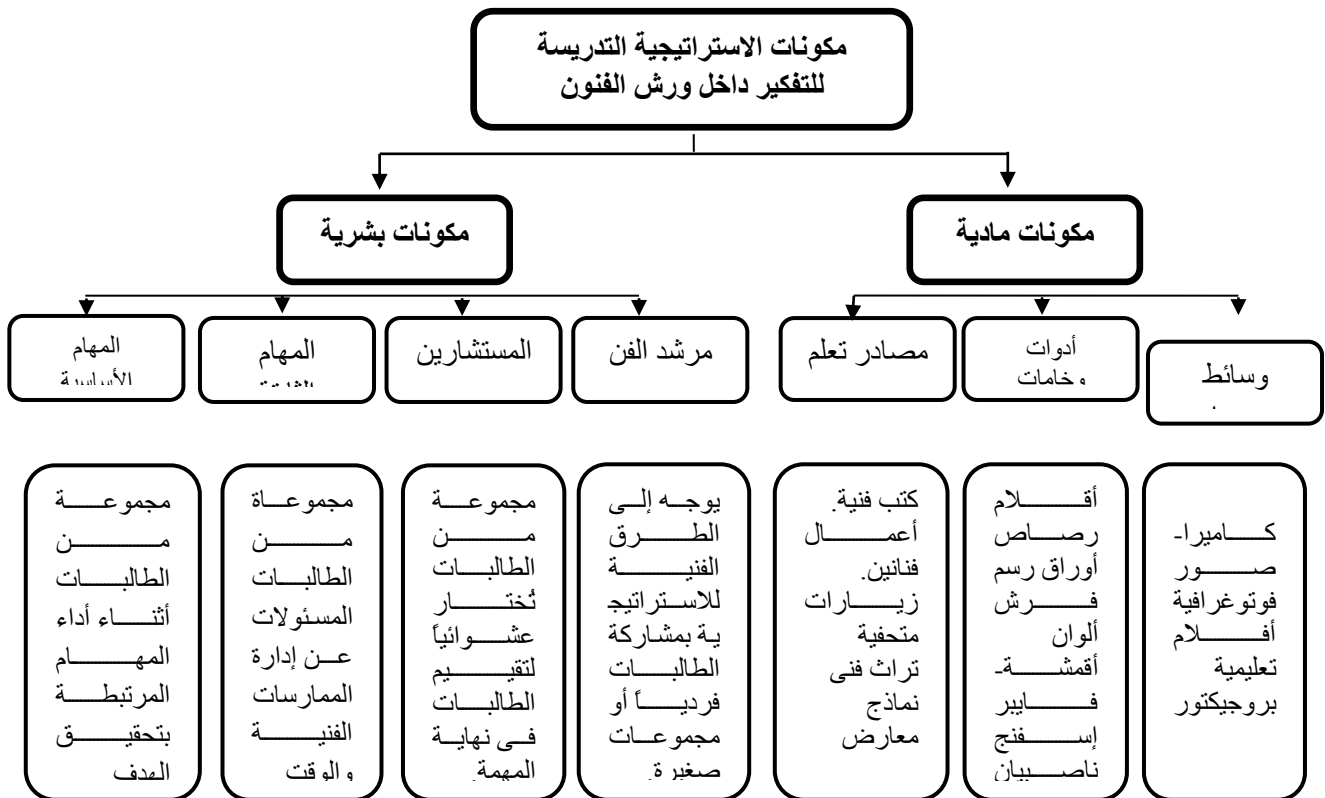 مكونات الاستراتيجية التدريسة
للتفكير داخل ورش الفنون
مكونات مادية
مكونات بشرية
وسائط
أدوات
وخامات
مصادر تعلم
مرشد الفن
المستشارين
المهام
المهام
الأساسية
كاميرا-
صور
فوتوغرافية
أفلام
تعليمية
بروجيكتور
أقلام
رصاص
أوراق رسم
فرش
ألوان
أقمشة-
فايبر
إسفنج
ناصبيان
كتب فنية.
أعمال
فنانين.
زيارات
متحفية
تراث فنى
نماذج
معارض
يوجه إلى
الطرق
الفنية
للاستراتيج
ية بمشاركة
الطالبات
فردياً أو
مجموعات
صغيرة.
مجموعة
من
الطالبات
تُختار
عشوائياً
لتقييم
الطالبات
فى نهاية
المهمة.
مجموعاة
من
الطالبات
المسئولات
عن إدارة
الممارسات
الفنية
والوقت
مجموعة
من
الطالبات
أثناء أداء
المهام
المرتبطة
بتحقيق
الهدف